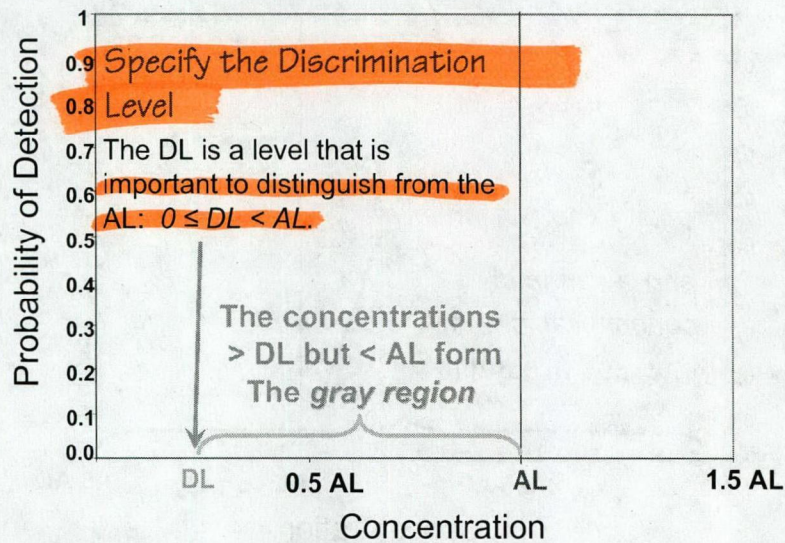 1
0.9
0.8
0.7
0.6
0.5
0.4
0.3
0.2
0.1
0.0
Probability of Detection
Specify the Discrimination
Level
The DL is a level that is
important to distinguish from the
AL: 0 ≤ DL < AL.
The concentrations
> DL but < AL form
The gray region
DL
0.5 AL
AL
1.5 AL
Concentration